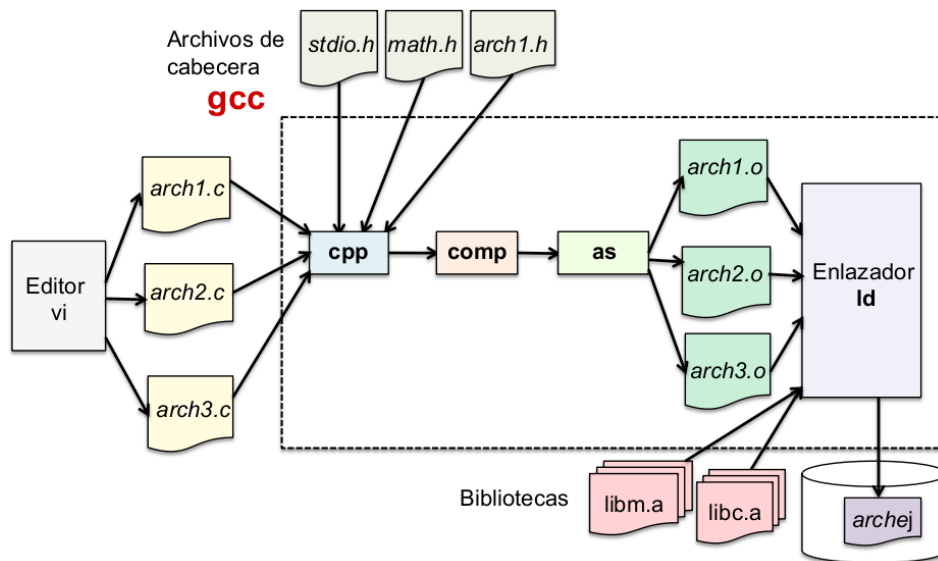 Archivos de
cabecera
gcc
stdio.h
math.h
arch1.h
arch1.c
arch2.c
arch3.c
Editor
vi
cpp
comp
as
arch1.o
arch2.o
arch3.o
Enlazador
ld
Bibliotecas
libm.a
libc.a
archej